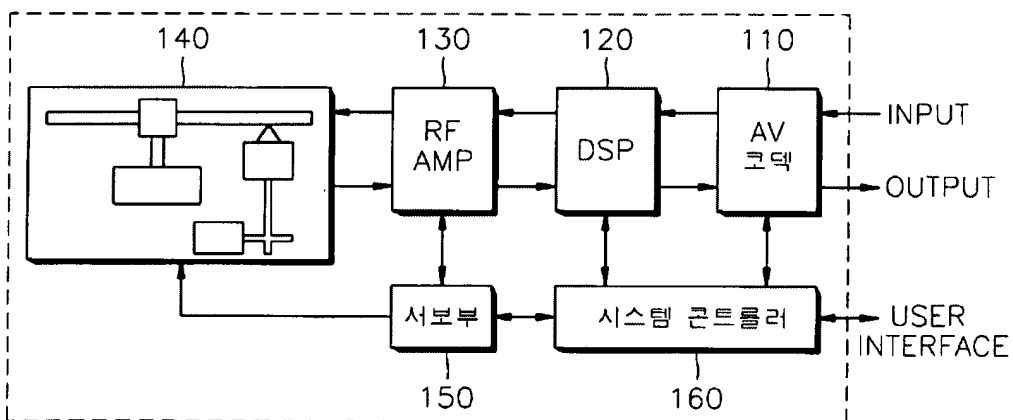 140
130
120
110
RF
AMP
DSP
AV
코덱
INPUT
OUTPUT
서보부
시스템 콘트롤러
USER
INTERFACE
150
160